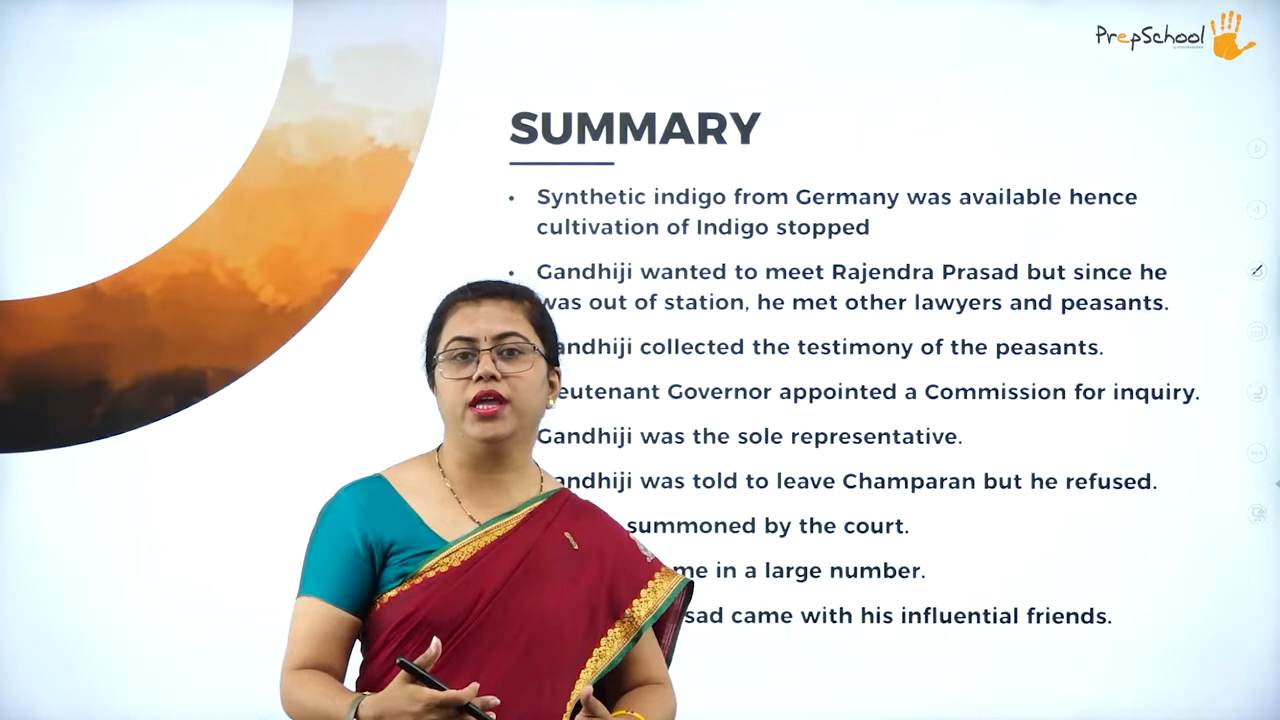 PrepSchool
SUMMARY
• Synthetic indigo from Germany was available hence
cultivation of Indigo stopped
• Gandhiji wanted to meet Rajendra Prasad but since he
was out of station, he met other lawyers and peasants.
andhiji collected the testimony of the peasants.
eutenant Governor appointed a Commission for inquiry.
Gandhiji was the sole representative.
andhiji was told to leave Champaran but he refused.
summoned by the court.
me in a large number.
sad came with his influential friends.